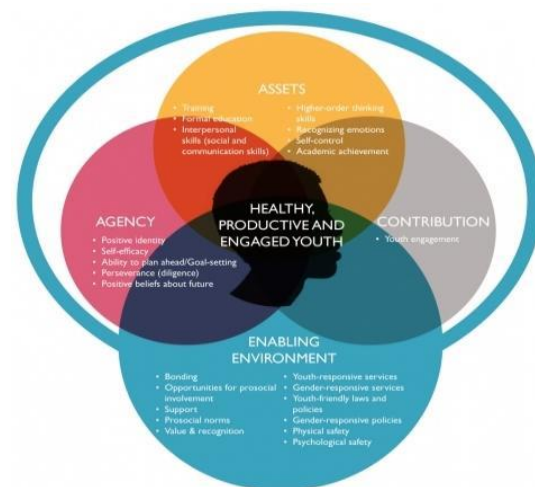 ASSETS
• Training
• Formal education
• Interpersonal
skills (social and
communication skills)
• Higher-order thinking
skills
• Recognizing emotions
• Self-control
• Academic achievement
AGENCY
• Positive identity
• Self-efficacy
• Ability to plan ahead/Goal-setting
• Perseverance (diligence)
• Positive beliefs about future
HEALTHY,
PRODUCTIVE AND
ENGAGED YOUTH
CONTRIBUTION
• Youth engagement
ENABLING
ENVIRONMENT
• Bonding
• Opportunities for prosocial
involvement
• Support
• Prosocial norms
• Value & recognition
• Youth-responsive services
• Gender-responsive services
• Youth-friendly laws and
policies
• Gender-responsive policies
• Physical safety
• Psychological safety